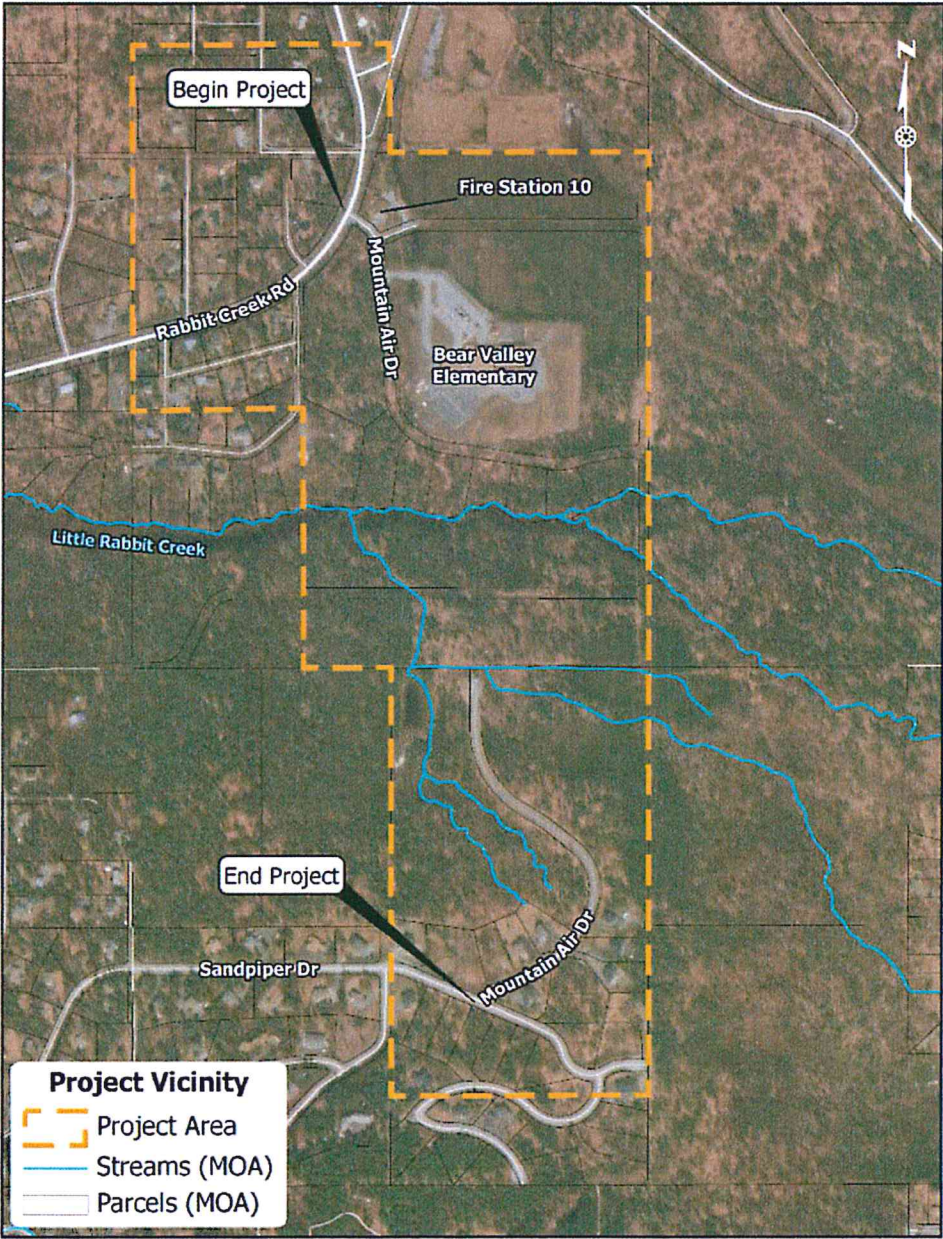 N
Begin Project
Fire Station 10
Mountain Air Dr
Rabbit Creek Rd
Bear Valley
Elementary
Little Rabbit Creek
End Project
Sandpiper Dr
Mountain Air Dr
Project Vicinity
Project Area
Streams (MOA)
Parcels (MOA)